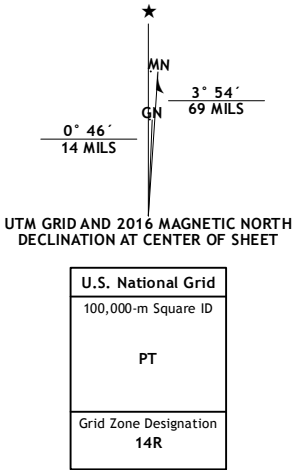 ★
MN
3° 54´
69 MILS
GN
0° 46´
14 MILS
UTM GRID AND 2016 MAGNETIC NORTH
DECLINATION AT CENTER OF SHEET
U.S. National Grid
100,000-m Square ID
PT
Grid Zone Designation
14R